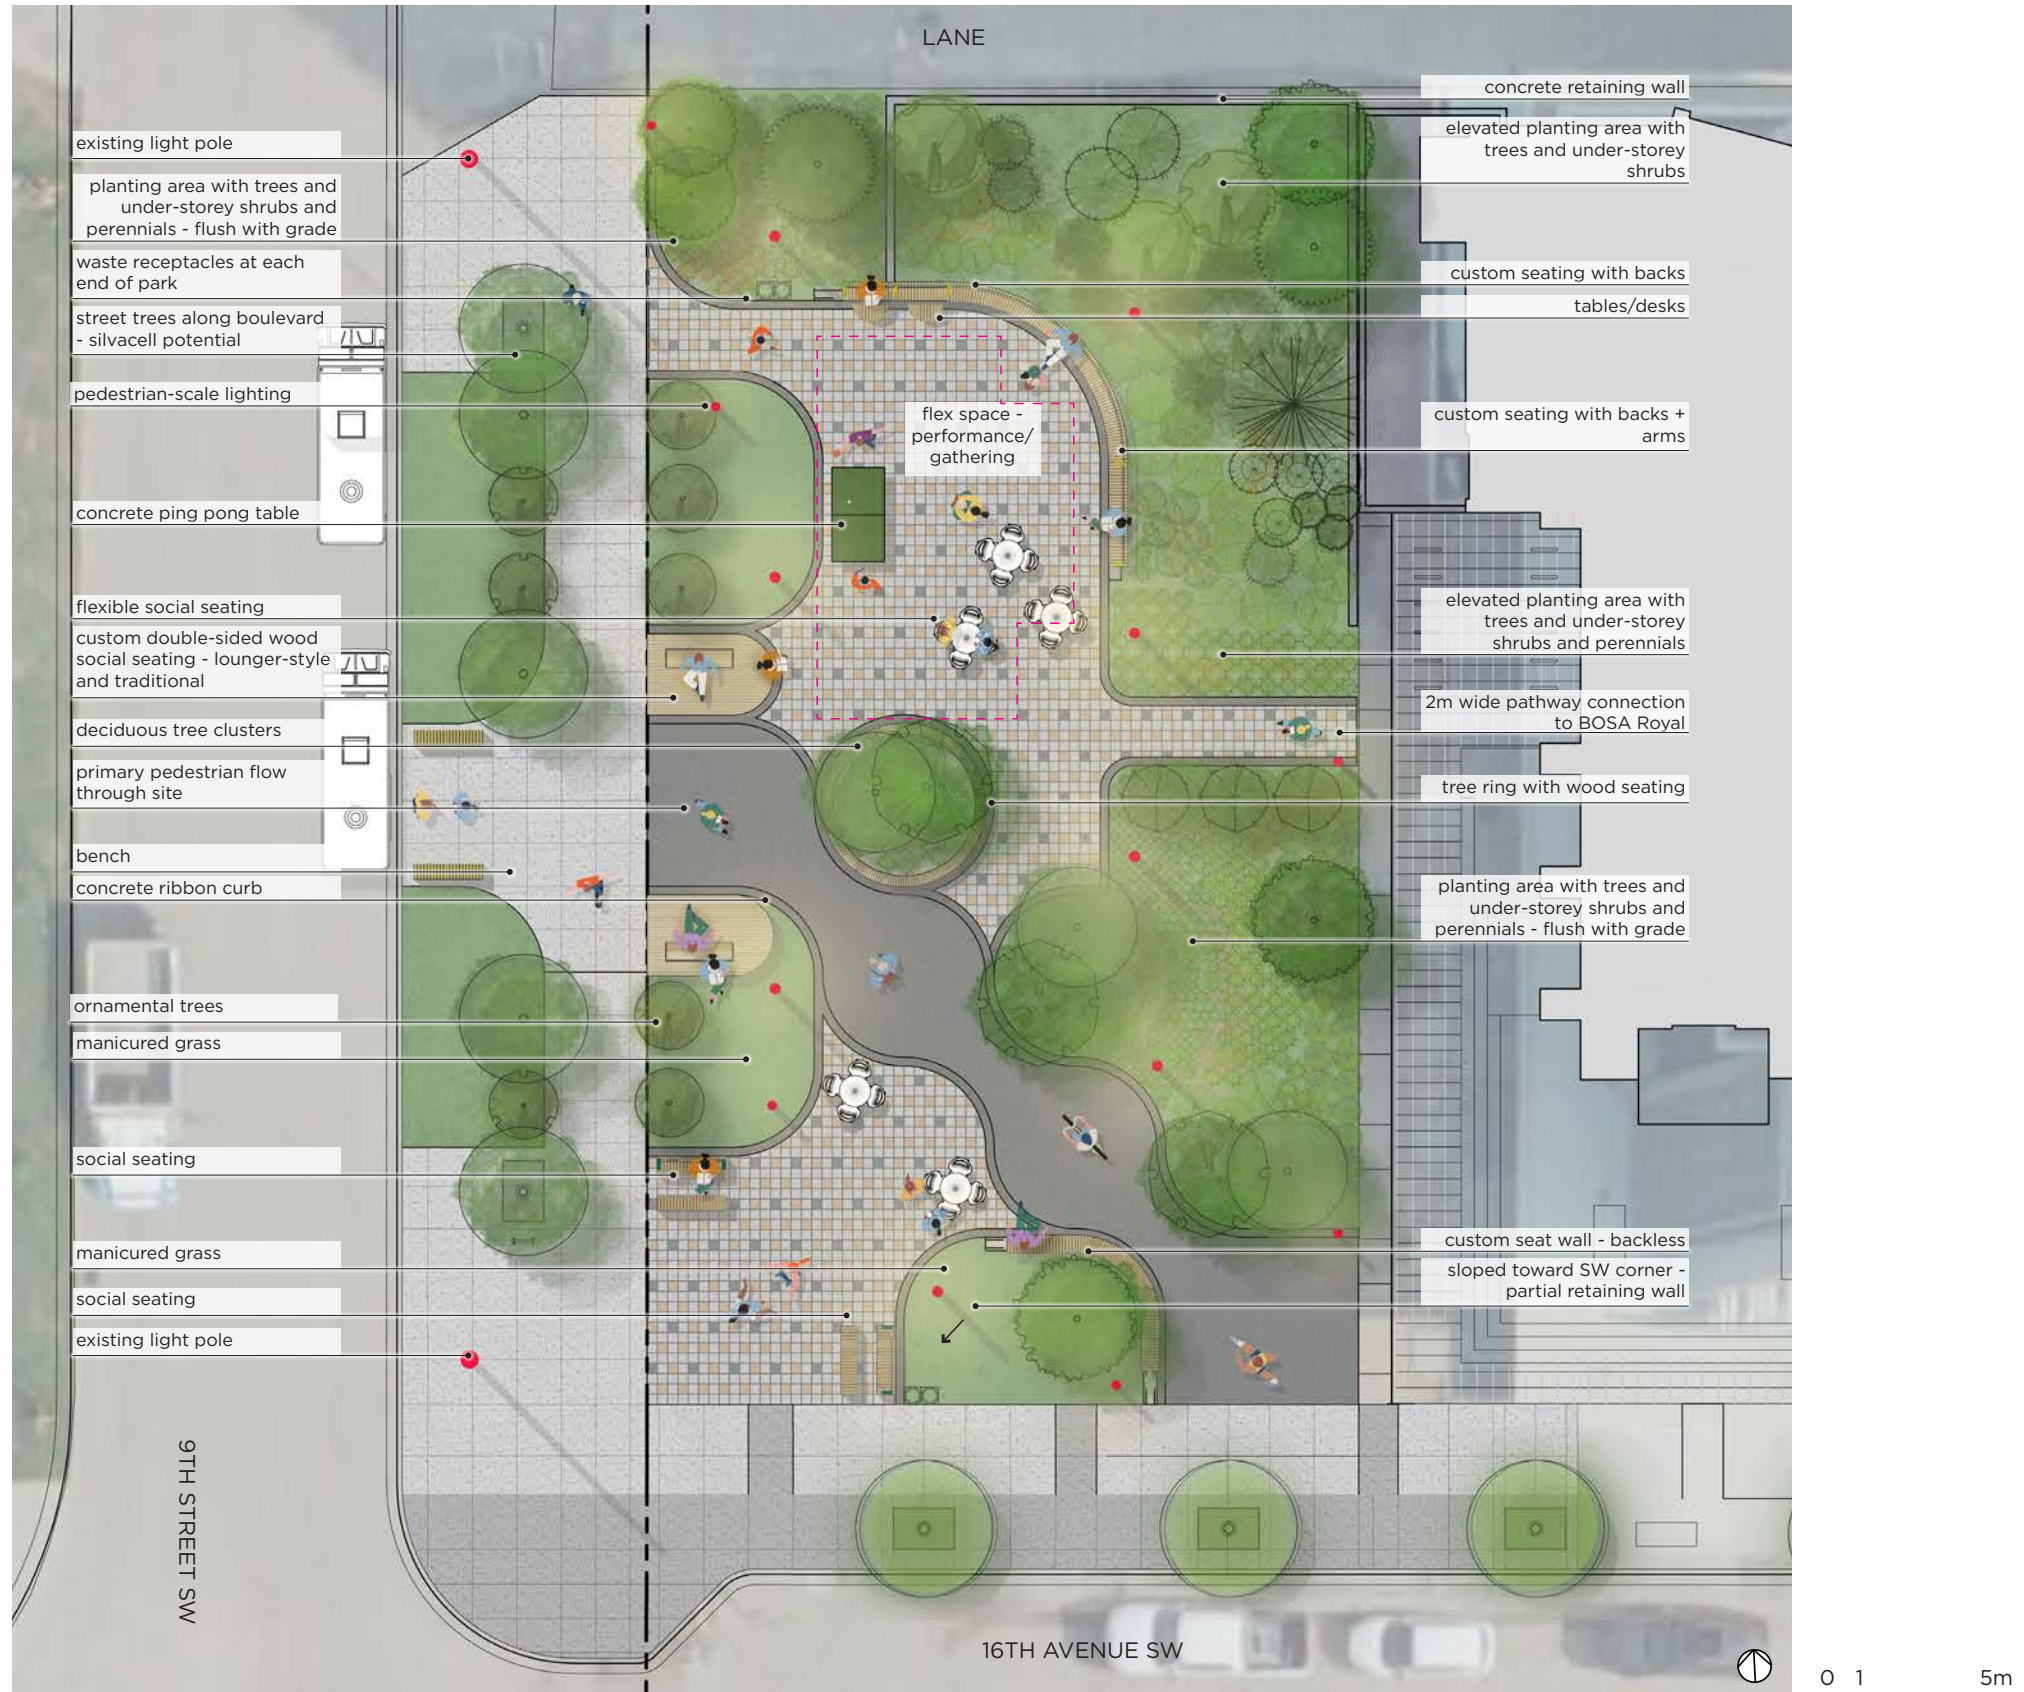 LANE
existing light pole
planting area with trees and
under-storey shrubs and
perennials - flush with grade
waste receptacles at each
end of park
street trees along boulevard
- silvacell potential
pedestrian-scale lighting
concrete ping pong table
flexible social seating
custom double-sided wood
social seating - lounger-style
and traditional
deciduous tree clusters
primary pedestrian flow
through site
bench
concrete ribbon curb
ornamental trees
manicured grass
social seating
manicured grass
social seating
existing light pole
flex space -
performance/
gathering
concrete retaining wall
elevated planting area with
trees and under-storey
shrubs
custom seating with backs
tables/desks
custom seating with backs +
arms
elevated planting area with
trees and under-storey
shrubs and perennials
2m wide pathway connection
to BOSA Royal
tree ring with wood seating
planting area with trees and
under-storey shrubs and
perennials - flush with grade
custom seat wall - backless
sloped toward SW corner -
partial retaining wall
9TH STREET SW
16TH AVENUE SW
0 1 5m